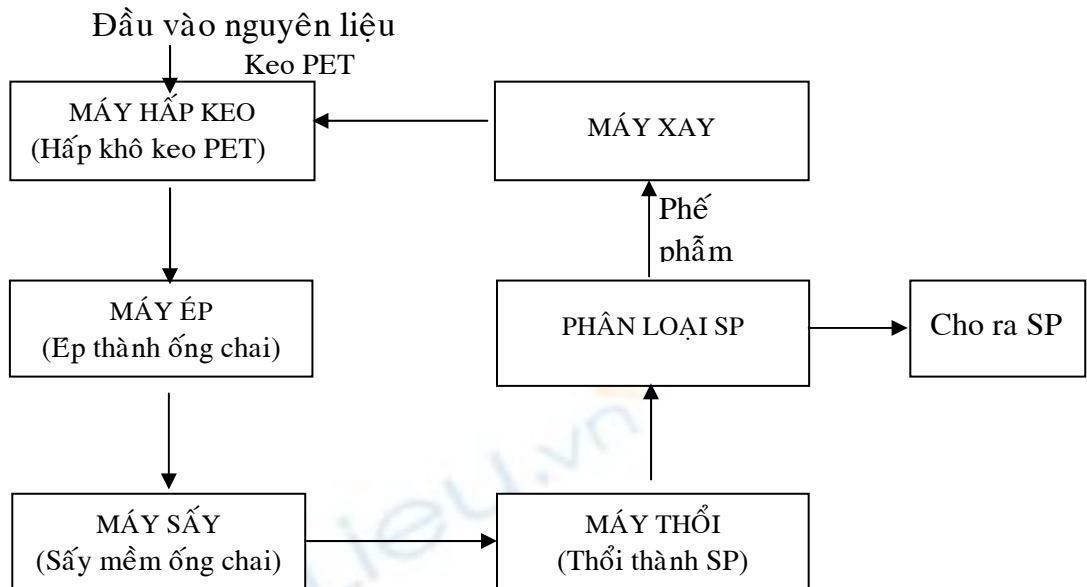 Đầu vào nguyên liệu
Keo PET
MÁY HẤP KEO
(Hấp khô keo PET)
MÁY XAY
Phế
phẫm
MÁY ÉP
(Ép thành ống chai)
PHÂN LOẠI SP
Cho ra SP
MÁY SẤY
(Sấy mềm ống chai)
MÁY THỔI
(Thổi thành SP)